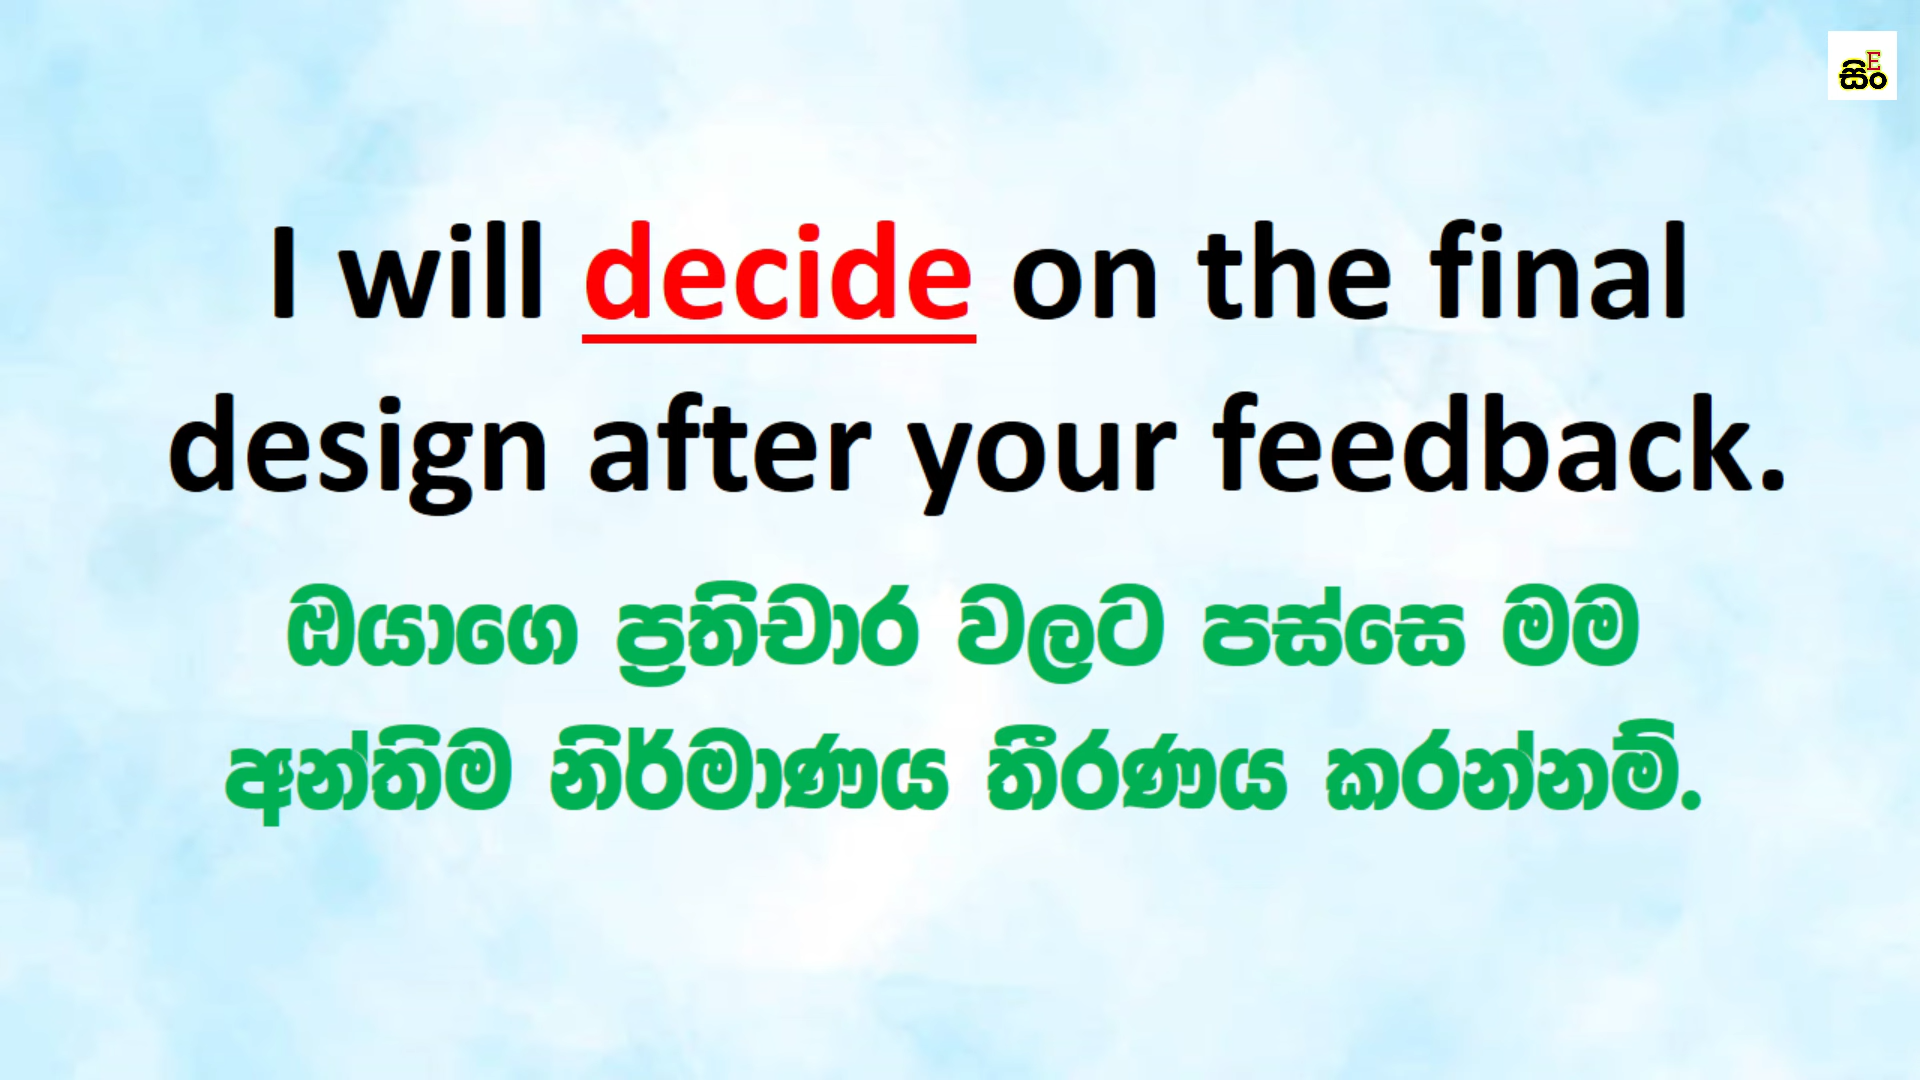 E
සිං
I will decide on the final
design after your feedback.
ඔයාගෙ ප්‍රතිචාර වලට පස්සෙ මම
අන්තිම නිර්මාණය තීරණය කරන්නම්.